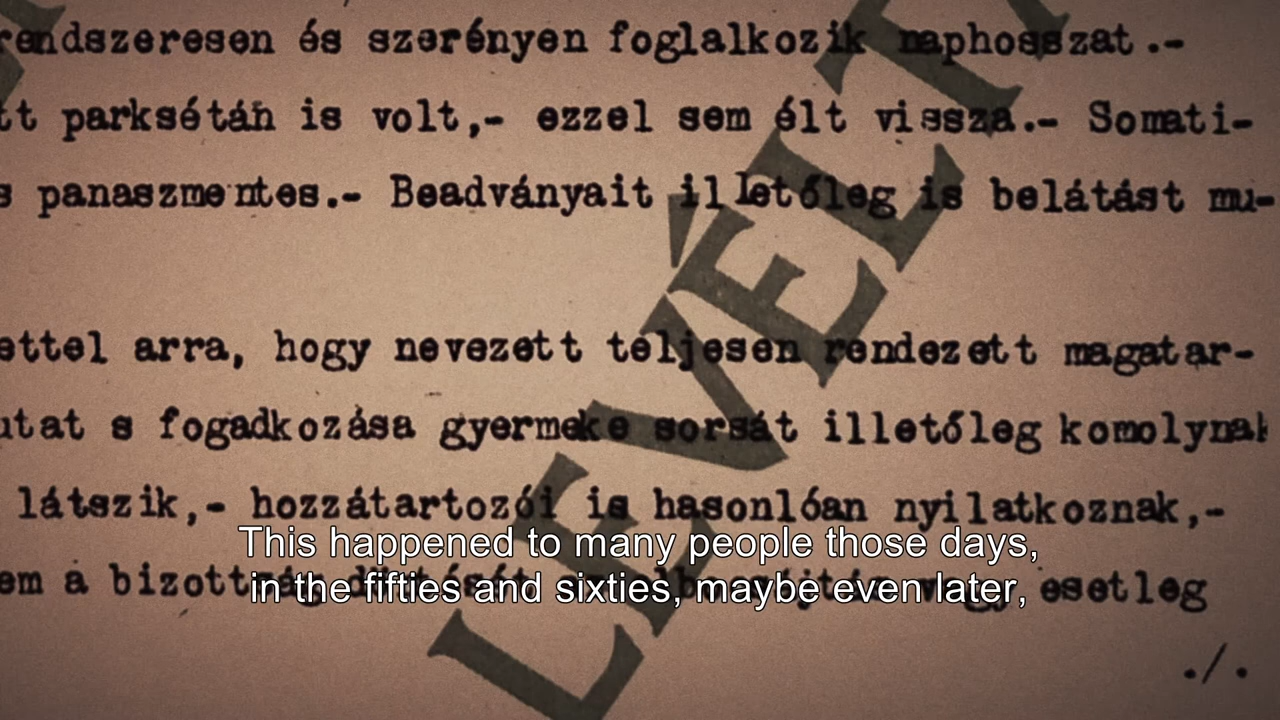 rendszeresen és szerényen foglalkozik naphosszat.-
tt parksétán is volt,- ezzel sem élt vissza.- Somati-
s panaszmentes.- Beadványait illetőleg is belátást mu-
ettel arra, hogy nevezett teljesen rendezett magatar-
utat s fogadkozása gyermeke sorsát illetőleg komolynak
látszik,- hozzátartozói is hasonlóan nyilatkoznak,-
em a bizottság esetleg
./.
LEVÉLT
This happened to many people those days,
in the fifties and sixties, maybe even later,